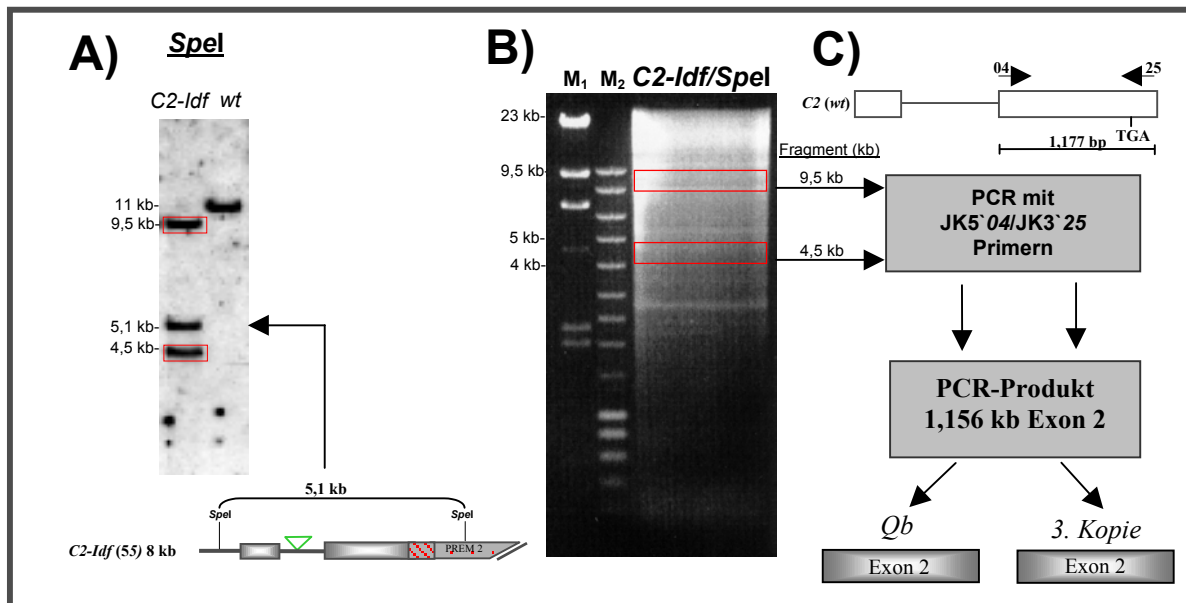 A)
SpeI
C2-Idf wt
11 kb-
9,5 kb-
5,1 kb-
4,5 kb-
5,1 kb
SpeI SpeI
C2-Idf (55) 8 kb
PREM 2
B)
M1 M2 C2-Idf/SpeI
23 kb-
9,5 kb-
5 kb-
4 kb-
Fragment (kb)
9,5 kb
4,5 kb
C)
04 25
C2 (wt)
TGA
1,177 bp
PCR mit
JK5`04/JK3`25
Primern
PCR-Produkt
1,156 kb Exon 2
Qb
Exon 2
3. Kopie
Exon 2